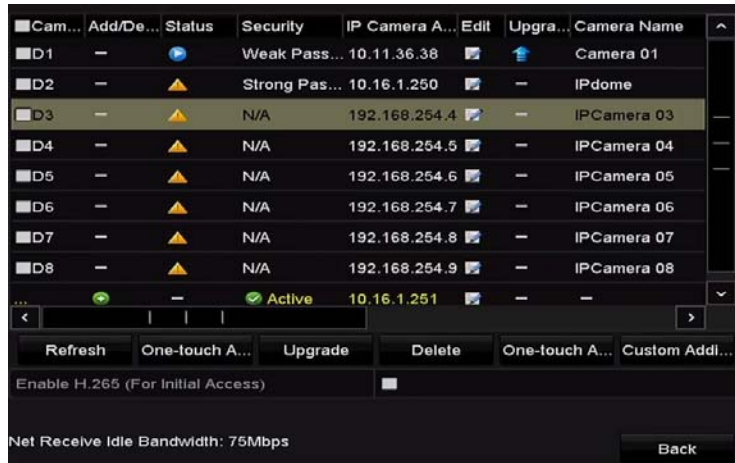 Cam... Add/De... Status Security IP Camera A... Edit Upgra... Camera Name
D1 – Weak Pass... 10.11.36.38 Camera 01
D2 – Strong Pas... 10.16.1.250 – IPdome
D3 – N/A 192.168.254.4 – IPCamera 03
D4 – N/A 192.168.254.5 – IPCamera 04
D5 – N/A 192.168.254.6 – IPCamera 05
D6 – N/A 192.168.254.7 – IPCamera 06
D7 – N/A 192.168.254.8 – IPCamera 07
D8 – N/A 192.168.254.9 – IPCamera 08
... – Active 10.16.1.251 – –
Refresh One-touch A... Upgrade Delete One-touch A... Custom Addi...
Enable H.265 (For Initial Access)
Net Receive Idle Bandwidth: 75Mbps
Back